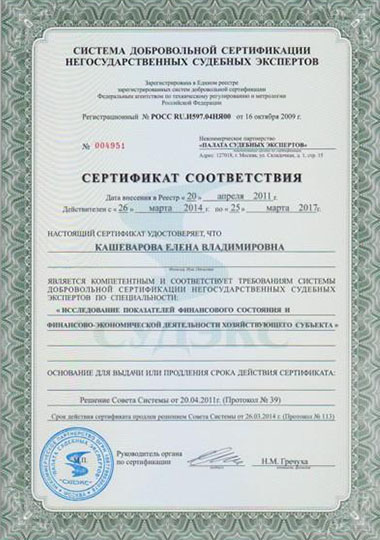 СИСТЕМА ДОБРОВОЛЬНОЙ СЕРТИФИКАЦИИ
НЕГОСУДАРСТВЕННЫХ СУДЕБНЫХ ЭКСПЕРТОВ
Зарегистрирована в Едином реестре
зарегистрированных систем добровольной сертификации
Федеральным агентством по техническому регулированию и метрологии
Российской Федерации
Регистрационный № РОСС RU.И597.04НЯ00 от 16 октября 2009 г.
№ 004951
Некоммерческое партнерство
«ПАЛАТА СУДЕБНЫХ ЭКСПЕРТОВ»
Адрес: 127018, г. Москва, ул. Складочная, д. 1, стр. 15
СЕРТИФИКАТ СООТВЕТСТВИЯ
Дата внесения в Реестр «20» апреля 2011 г.
Действителен с «26» марта 2014 г. по «25» марта 2017г.
НАСТОЯЩИЙ СЕРТИФИКАТ УДОСТОВЕРЯЕТ, ЧТО
КАШЕВАРОВА ЕЛЕНА ВЛАДИМИРОВНА
Фамилия, Имя, Отчество
ЯВЛЯЕТСЯ КОМПЕТЕНТНЫМ И СООТВЕТСТВУЕТ ТРЕБОВАНИЯМ СИСТЕМЫ
ДОБРОВОЛЬНОЙ СЕРТИФИКАЦИИ НЕГОСУДАРСТВЕННЫХ СУДЕБНЫХ
ЭКСПЕРТОВ ПО СПЕЦИАЛЬНОСТИ:
« ИССЛЕДОВАНИЕ ПОКАЗАТЕЛЕЙ ФИНАНСОВОГО СОСТОЯНИЯ И
ФИНАНСОВО-ЭКОНОМИЧЕСКОЙ ДЕЯТЕЛЬНОСТИ ХОЗЯЙСТВУЮЩЕГО СУБЪЕКТА »
СУДЭКС
ОСНОВАНИЕ ДЛЯ ВЫДАЧИ ИЛИ ПРОДЛЕНИЯ СРОКА ДЕЙСТВИЯ СЕРТИФИКАТА:
Решение Совета Системы от 20.04.2011г. (Протокол № 39)
Срок действия сертификата продлен решением Совета Системы от 26.03.2014 г. (Протокол № 113)
Руководитель органа
по сертификации
Н.М. Гречуха
М.П.
«СУДЭКС»